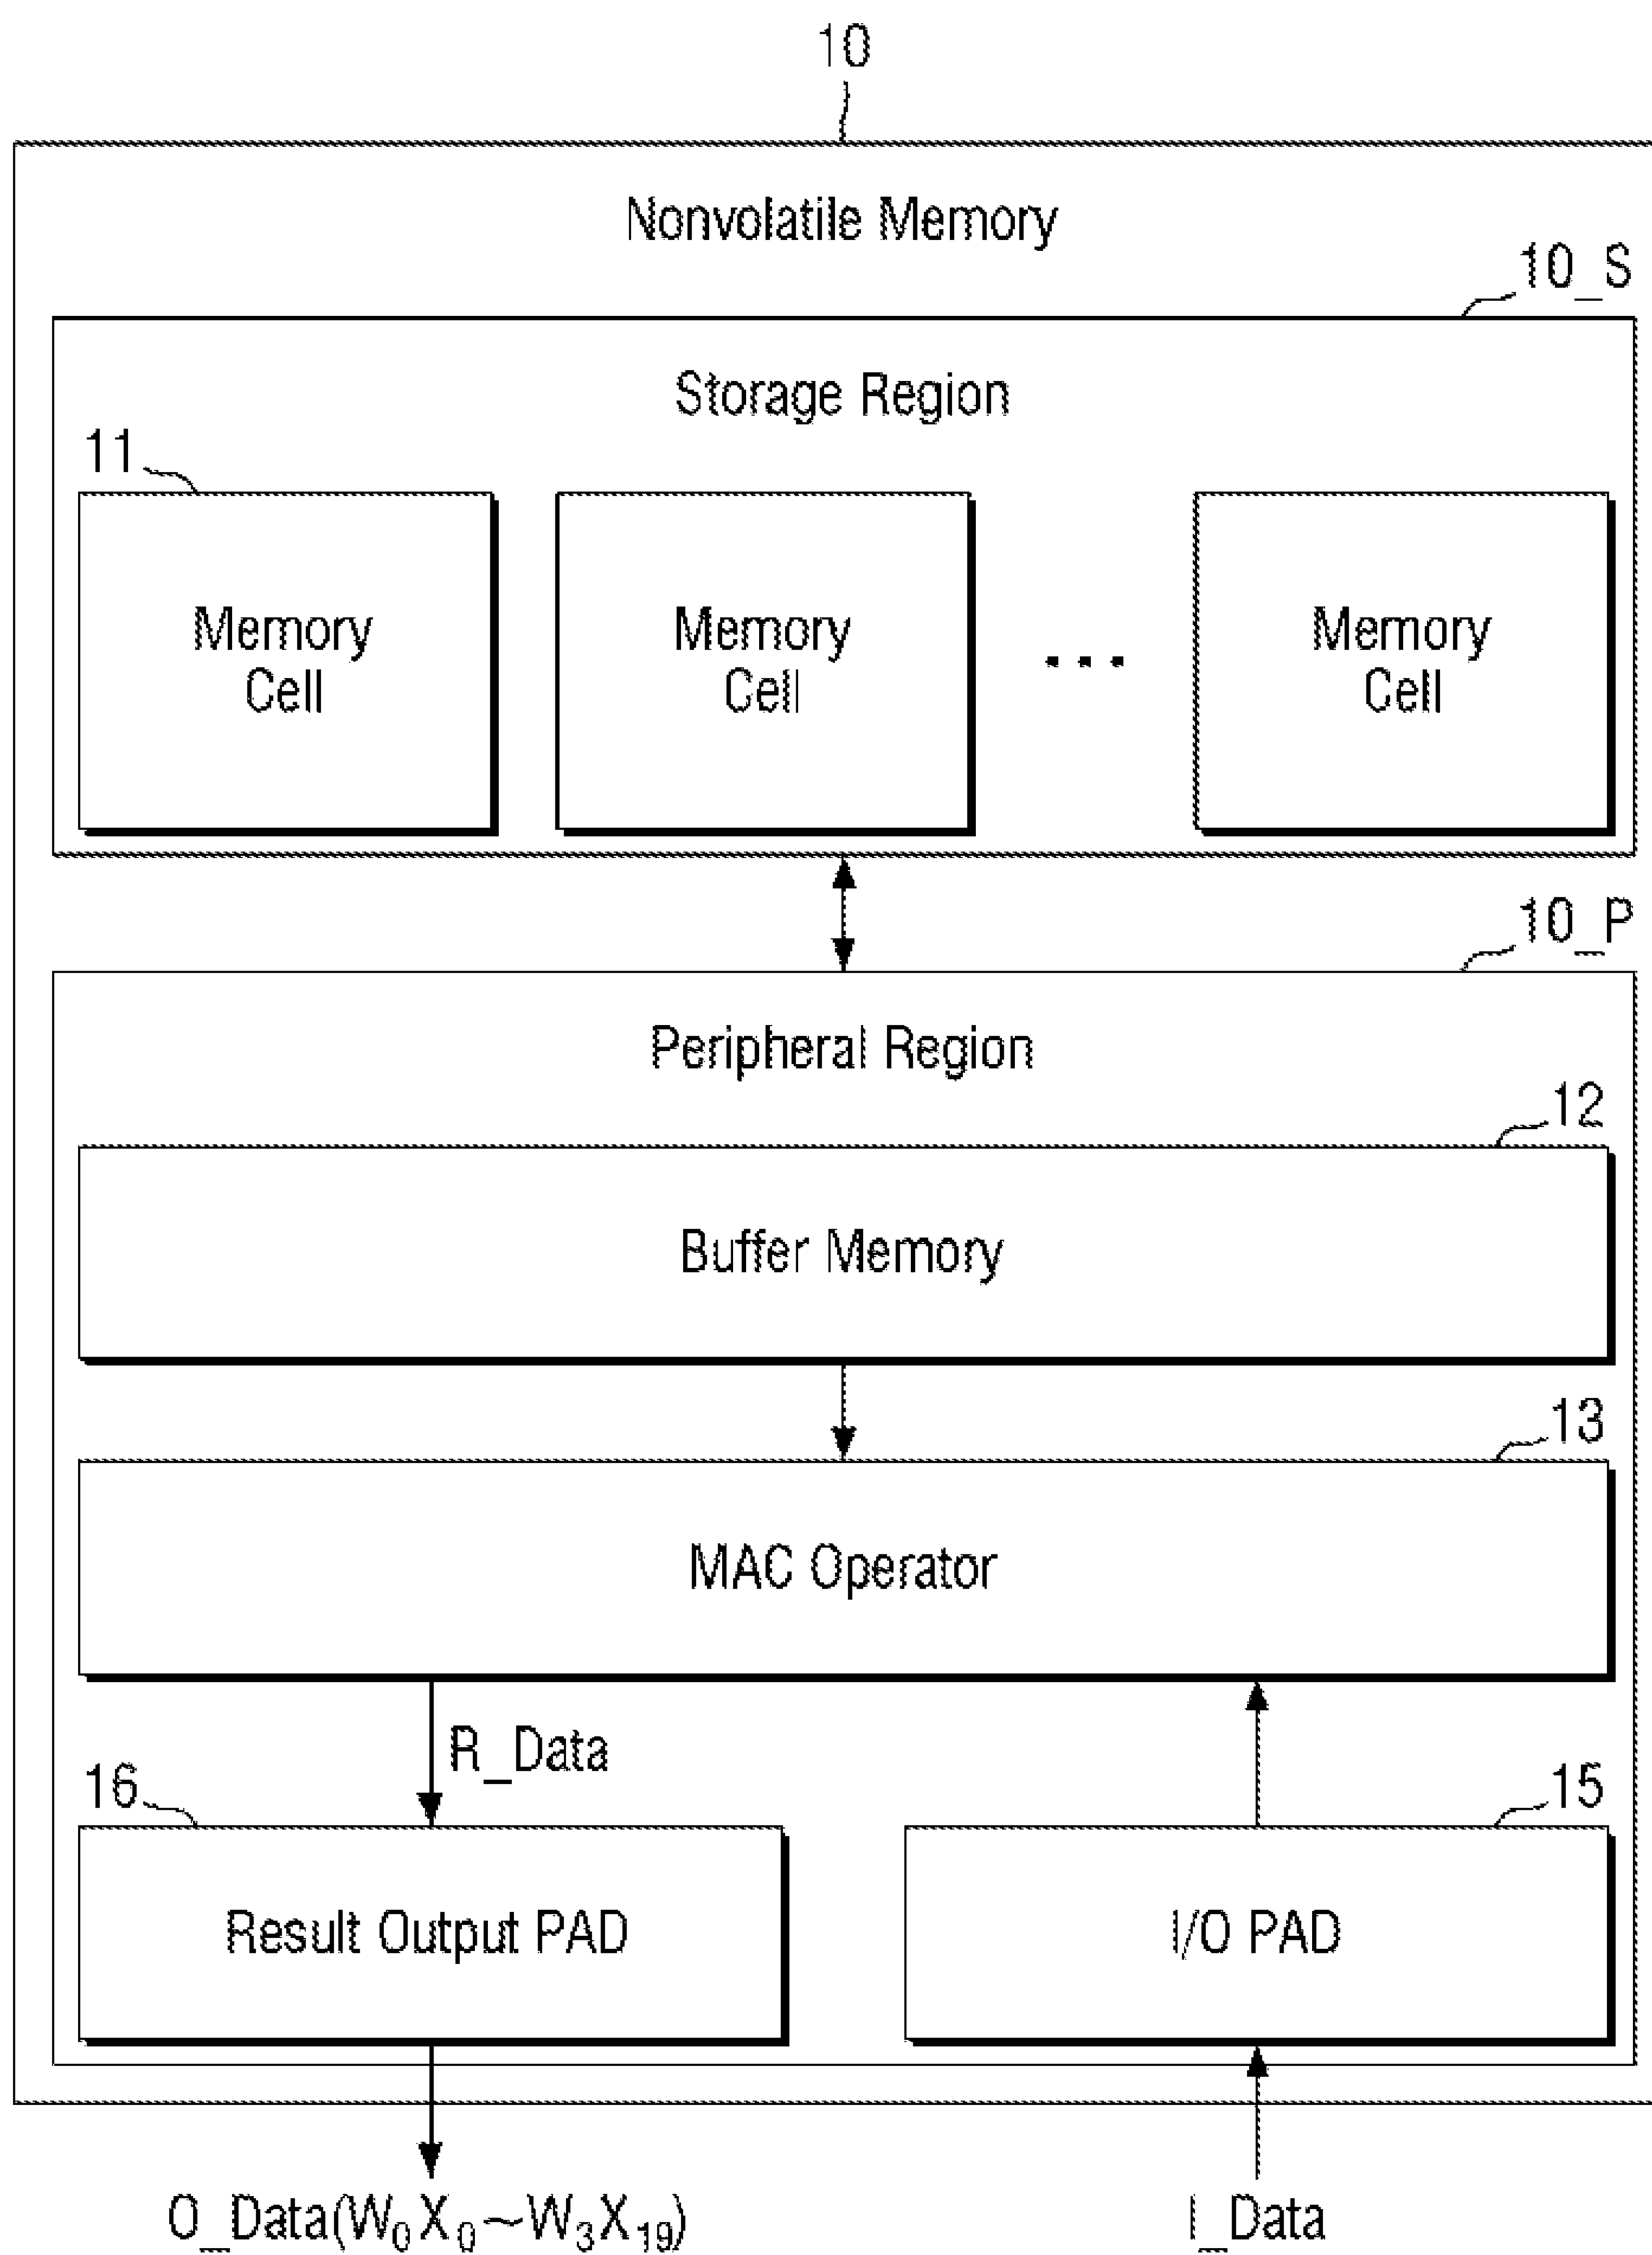 10
Nonvolatile Memory
10_S
Storage Region
11
Memory
Cell
Memory
Cell
...
Memory
Cell
10_P
Peripheral Region
12
Buffer Memory
13
MAC Operator
R_Data
16
15
Result Output PAD
I/O PAD
O_Data(W₀X₀~W₃X₁₉)
I_Data